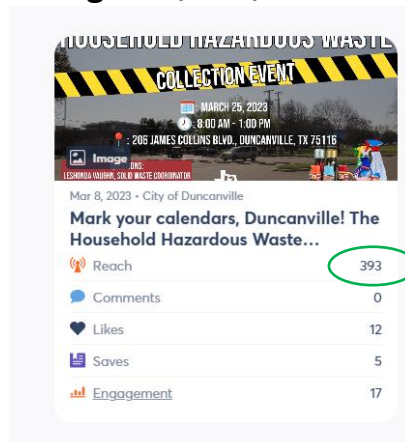 HOUSEHOLD HAZARDOUS WASTE
COLLECTION EVENT
: MARCH 25, 2023
: 8:00 AM - 1:00 PM
: 206 JAMES COLLINS BLVD., DUNCANVILLE, TX 75116
Image
LESHONDA VAUGHN, SOLID WASTE COORDINATOR
Mar 8, 2023 • City of Duncanville
Mark your calendars, Duncanville! The
Household Hazardous Waste...
Reach 393
Comments 0
Likes 12
Saves 5
Engagement 17